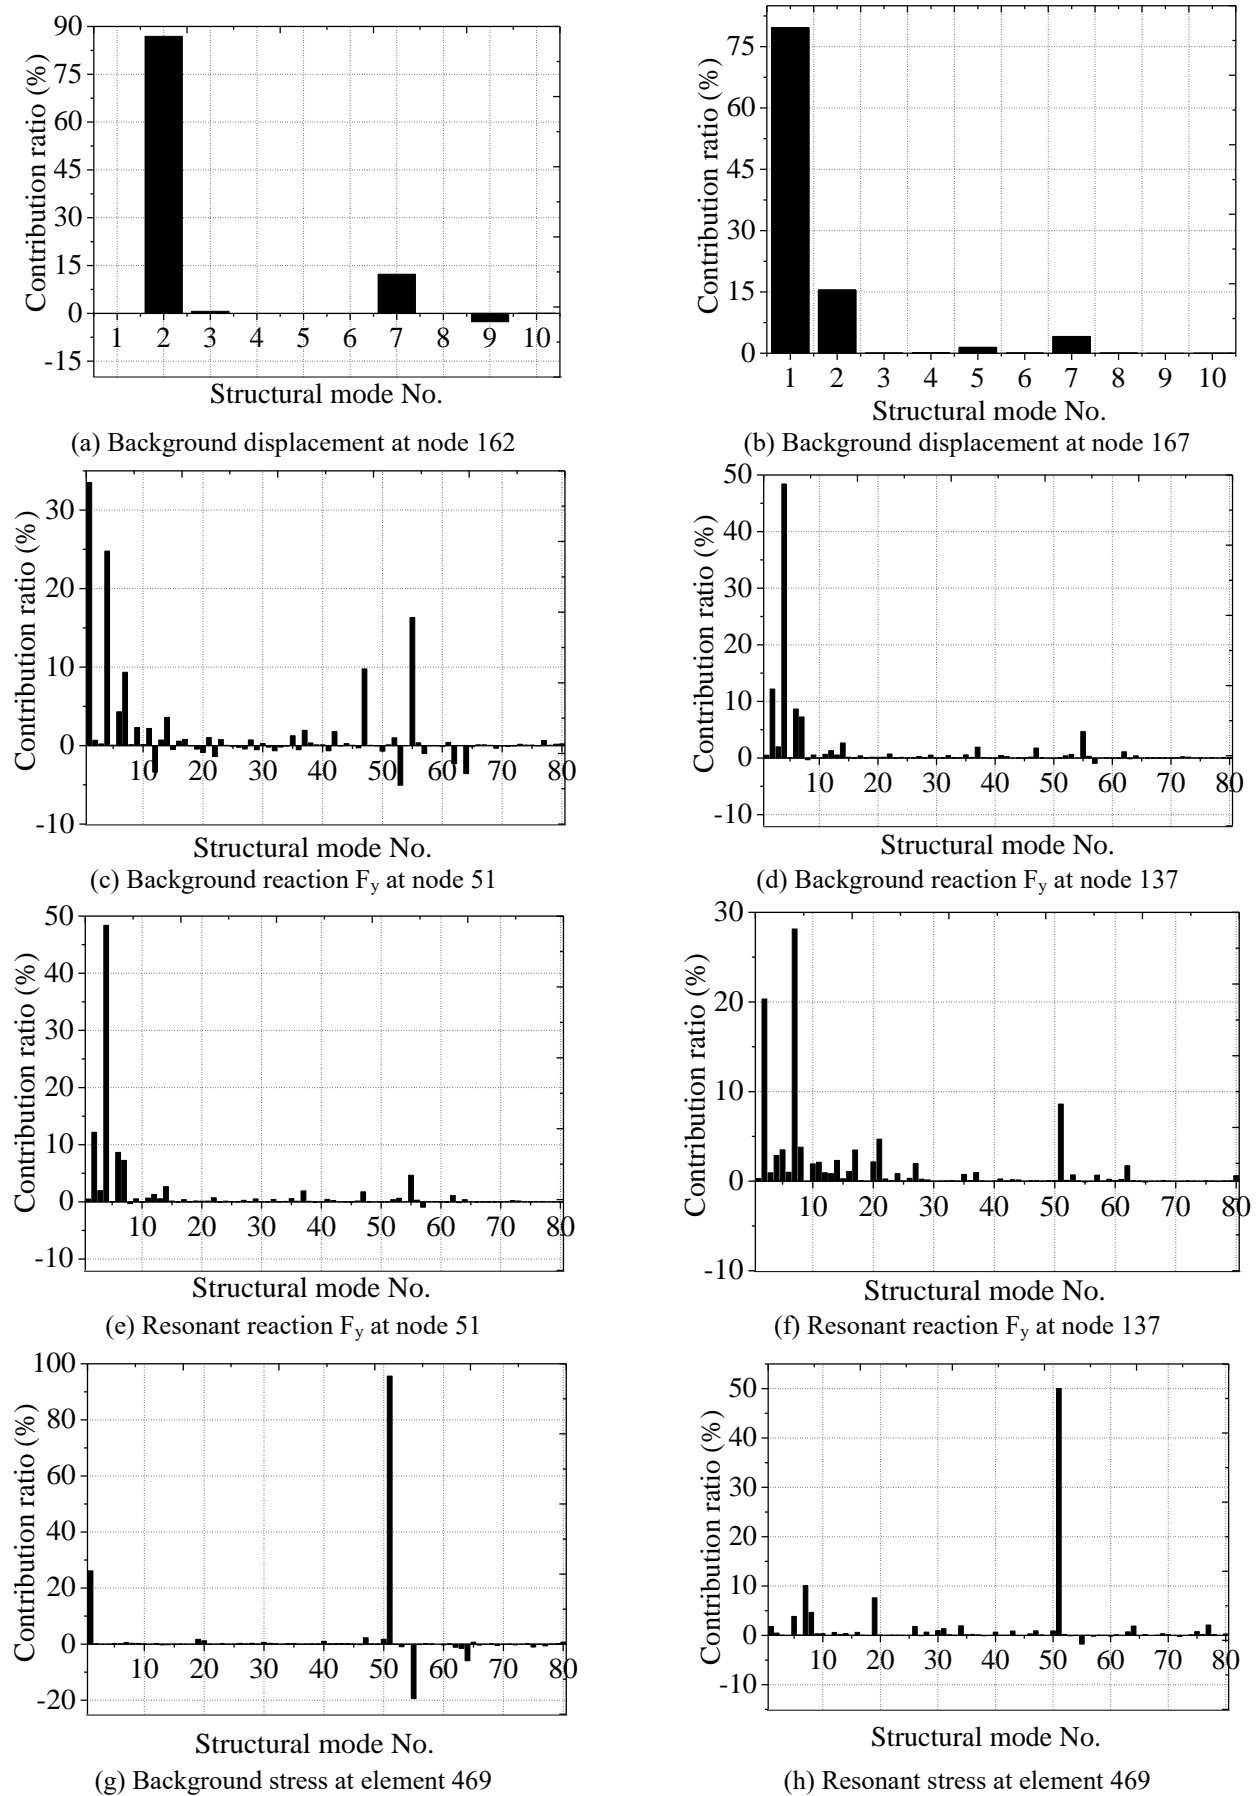 90
75
60
45
30
15
0
-15
Contribution ratio (%)
1 2 3 4 5 6 7 8 9 10
Structural mode No.
(a) Background displacement at node 162
75
60
45
30
15
0
Contribution ratio (%)
1 2 3 4 5 6 7 8 9 10
Structural mode No.
(b) Background displacement at node 167
30
20
10
0
-10
Contribution ratio (%)
10 20 30 40 50 60 70 80
Structural mode No.
(c) Background reaction Fy at node 51
50
40
30
20
10
0
-10
Contribution ratio (%)
10 20 30 40 50 60 70 80
Structural mode No.
(d) Background reaction Fy at node 137
50
40
30
20
10
0
-10
Contribution ratio (%)
10 20 30 40 50 60 70 80
Structural mode No.
(e) Resonant reaction Fy at node 51
30
20
10
0
-10
Contribution ratio (%)
10 20 30 40 50 60 70 80
Structural mode No.
(f) Resonant reaction Fy at node 137
100
80
60
40
20
0
-20
Contribution ratio (%)
10 20 30 40 50 60 70 80
Structural mode No.
(g) Background stress at element 469
50
40
30
20
10
0
-10
Contribution ratio (%)
10 20 30 40 50 60 70 80
Structural mode No.
(h) Resonant stress at element 469